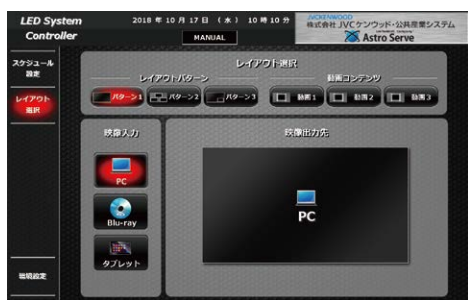 LED System
Controller
2018 年 10 月 17 日 ( 水 ) 10 時 10 分
MANUAL
JVCKENWOOD
株式会社 JVCケンウッド・公共産業システム
Astro Serve
スケジュール
設定
レイアウト
選択
環境設定
レイアウト選択
レイアウトパターン
動画コンテンツ
パターン1
パターン2
パターン3
動画1
動画2
動画3
映像入力
PC
Blu-ray
タブレット
映像出力先
PC